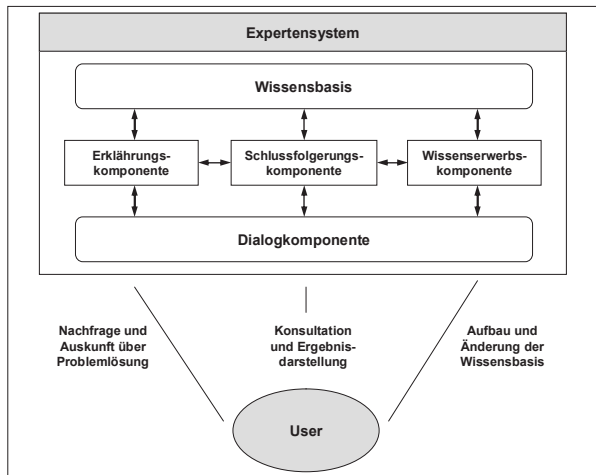 Expertensystem
Wissensbasis
Erklährungs-
komponente
Schlussfolgerungs-
komponente
Wissenserwerbs-
komponente
Dialogkomponente
Nachfrage und
Auskunft über
Problemlösung
Konsultation
und Ergebnis-
darstellung
Aufbau und
Änderung der
Wissensbasis
User